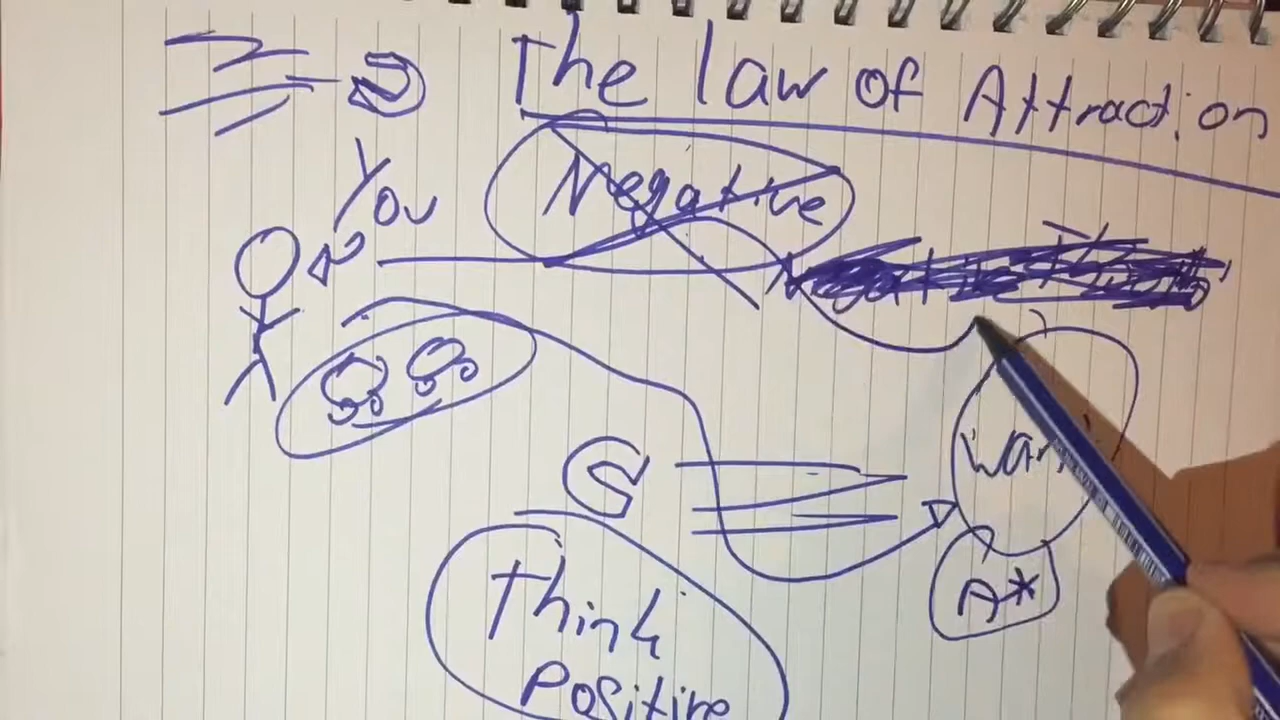 The law of Attraction
You
Negative
A*
Think
Positive